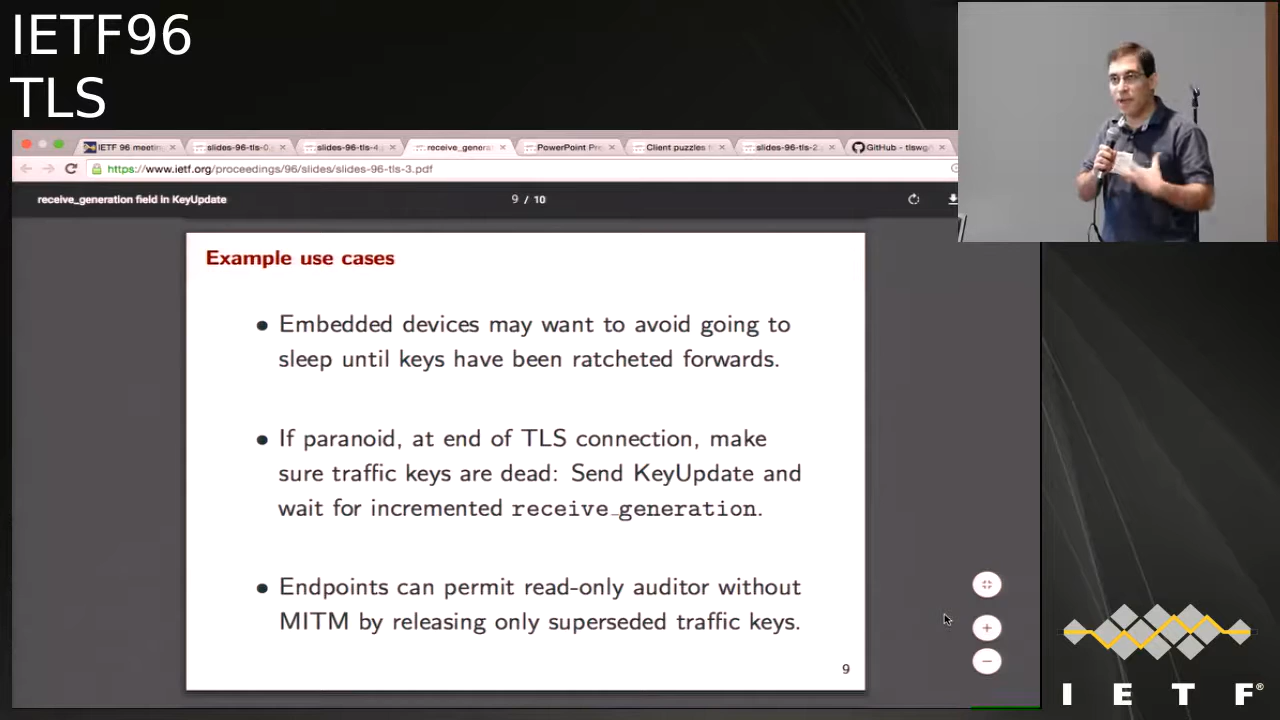 IETF96
TLS
IETF 96 meetin
slides-96-tls-0.
slides-96-tls-4.
receive_genera
PowerPoint Pre
Client puzzles
slides-96-tls-2.
GitHub - tlswg
https://www.ietf.org/proceedings/96/slides/slides-96-tls-3.pdf
receive_generation field in KeyUpdate
9 / 10
Example use cases
• Embedded devices may want to avoid going to
sleep until keys have been ratcheted forwards.
• If paranoid, at end of TLS connection, make
sure traffic keys are dead: Send KeyUpdate and
wait for incremented receive_generation.
• Endpoints can permit read-only auditor without
MITM by releasing only superseded traffic keys.
9
I E T F®